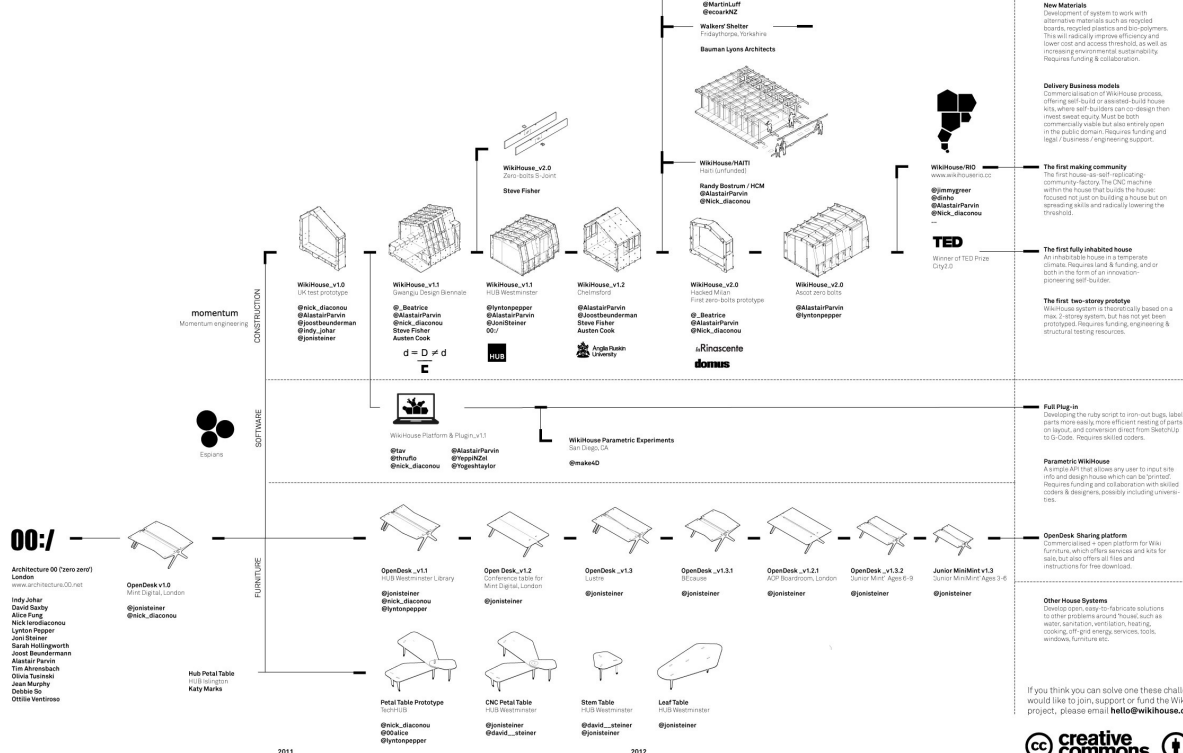 @MartinLuff
@ecoarkNZ
Walkers' Shelter
Fridaythorpe, Yorkshire
Bauman Lyons Architects
WikiHouse/HAITI
Haiti (unfunded)
Randy Bostrum / HCM
@AlastairParvin
@Nick_diaconou
WikiHouse_v2.0
Zero-bolts S-Joint
Steve Fisher
momentum
Momentum engineering
CONSTRUCTION
WikiHouse_v1.0
UK test prototype
@nick_diaconou
@AlastairParvin
@joostbeunderman
@indy_johar
@jonisteiner
WikiHouse_v1.1
Gwangju Design Biennale
@_Beatrice
@AlastairParvin
@nick_diaconou
Steve Fisher
Austen Cook
d = D ≠ d
E
WikiHouse_v1.1
HUB Westminster
@lyntonpepper
@AlastairParvin
@JoniSteiner
00:/
HUB
WikiHouse_v1.2
Chelmsford
@AlastairParvin
@Joostbeunderman
Steve Fisher
Austen Cook
Anglia Ruskin
University
WikiHouse_v2.0
Hacked Milan
First zero-bolts prototype
@_Beatrice
@AlastairParvin
@Nick_diaconou
la Rinascente
domus
WikiHouse_v2.0
Ascot zero bolts
@AlastairParvin
@lyntonpepper
WikiHouse/RIO
www.wikihouserio.cc
@jimmygreer
@dinho
@AlastairParvin
@Nick_diaconou
...
TED
Winner of TED Prize
City2.0
New Materials
Development of system to work with
alternative materials such as recycled
boards, recycled plastics and bio-polymers.
This will radically improve efficiency and
lower cost and access threshold, as well as
increasing environmental sustainability.
Requires funding & collaboration.
Delivery Business models
Commercialisation of WikiHouse process,
offering self-build or assisted-build house
kits, where self-builders can co-design then
invest sweat equity. Must be both
commercially viable but also entirely open
in the public domain. Requires funding and
legal / business / engineering support.
The first making community
The first house-as-self-replicating-
community-factory. The CNC machine
within the house that builds the house:
focused not just on building a house but on
spreading skills and radically lowering the
threshold.
The first fully inhabited house
An inhabitable house in a temperate
climate. Requires land & funding, and or
both in the form of an innovation-
pioneering self-builder.
The first two-storey prototye
WikiHouse system is theoretically based on a
max. 2-storey system, but has not yet been
prototyped. Requires funding, engineering &
structural testing resources.
SOFTWARE
Espians
WikiHouse Platform & Plugin_v1.1
@tav
@thruflo
@nick_diaconou
@AlastairParvin
@YeppiNZel
@Yogeshtaylor
WikiHouse Parametric Experiments
San Diego, CA
@make4D
Full Plug-in
Developing the ruby script to iron-out bugs, label
parts more easily, more efficient nesting of parts
on layout, and conversion direct from SketchUp
to G-Code. Requires skilled coders.
Parametric WikiHouse
A simple API that allows any user to input site
info and design house which can be 'printed'.
Requires funding and collaboration with skilled
coders & designers, possibly including universi-
ties.
FURNITURE
00:/
Architecture 00 ('zero zero')
London
www.architecture.00.net
Indy Johar
David Saxby
Alice Fung
Nick Ierodiaconou
Lynton Pepper
Joni Steiner
Sarah Hollingworth
Joost Beundermann
Alastair Parvin
Tim Ahrensbach
Olivia Tusinski
Jean Murphy
Debbie So
Ottilie Ventiroso
OpenDesk v1.0
Mint Digital, London
@jonisteiner
@nick_diaconou
OpenDesk _v1.1
HUB Westminster Library
@jonisteiner
@nick_diaconou
@lyntonpepper
Open Desk_v1.2
Conference table for
Mint Digital, London
@jonisteiner
OpenDesk _v1.3
Lustre
@jonisteiner
OpenDesk _v1.3.1
BEcause
@jonisteiner
OpenDesk _v1.2.1
AOP Boardroom, London
@jonisteiner
OpenDesk _v1.3.2
'Junior Mint' Ages 6-9
@jonisteiner
Junior MiniMint v1.3
'Junior MiniMint' Ages 3-6
@jonisteiner
OpenDesk Sharing platform
Commercialised + open platform for Wiki
furniture, which offers services and kits for
sale, but also offers all files and
instructions for free download.
Other House Systems
Develop open, easy-to-fabricate solutions
to other problems around 'house', such as
water, sanitation, ventilation, heating,
cooking, off-grid energy, services, tools,
windows, furniture etc.
Hub Petal Table
HUB Islington
Katy Marks
Petal Table Prototype
TechHUB
@nick_diaconou
@00alice
@lyntonpepper
CNC Petal Table
HUB Westminster
@jonisteiner
@david__steiner
Stem Table
HUB Westminster
@david__steiner
@jonisteiner
Leaf Table
HUB Westminster
@jonisteiner
2011
2012
If you think you can solve one these challe
would like to join, support or fund the Wik
project, please email hello@wikihouse.c
cc creative
commons